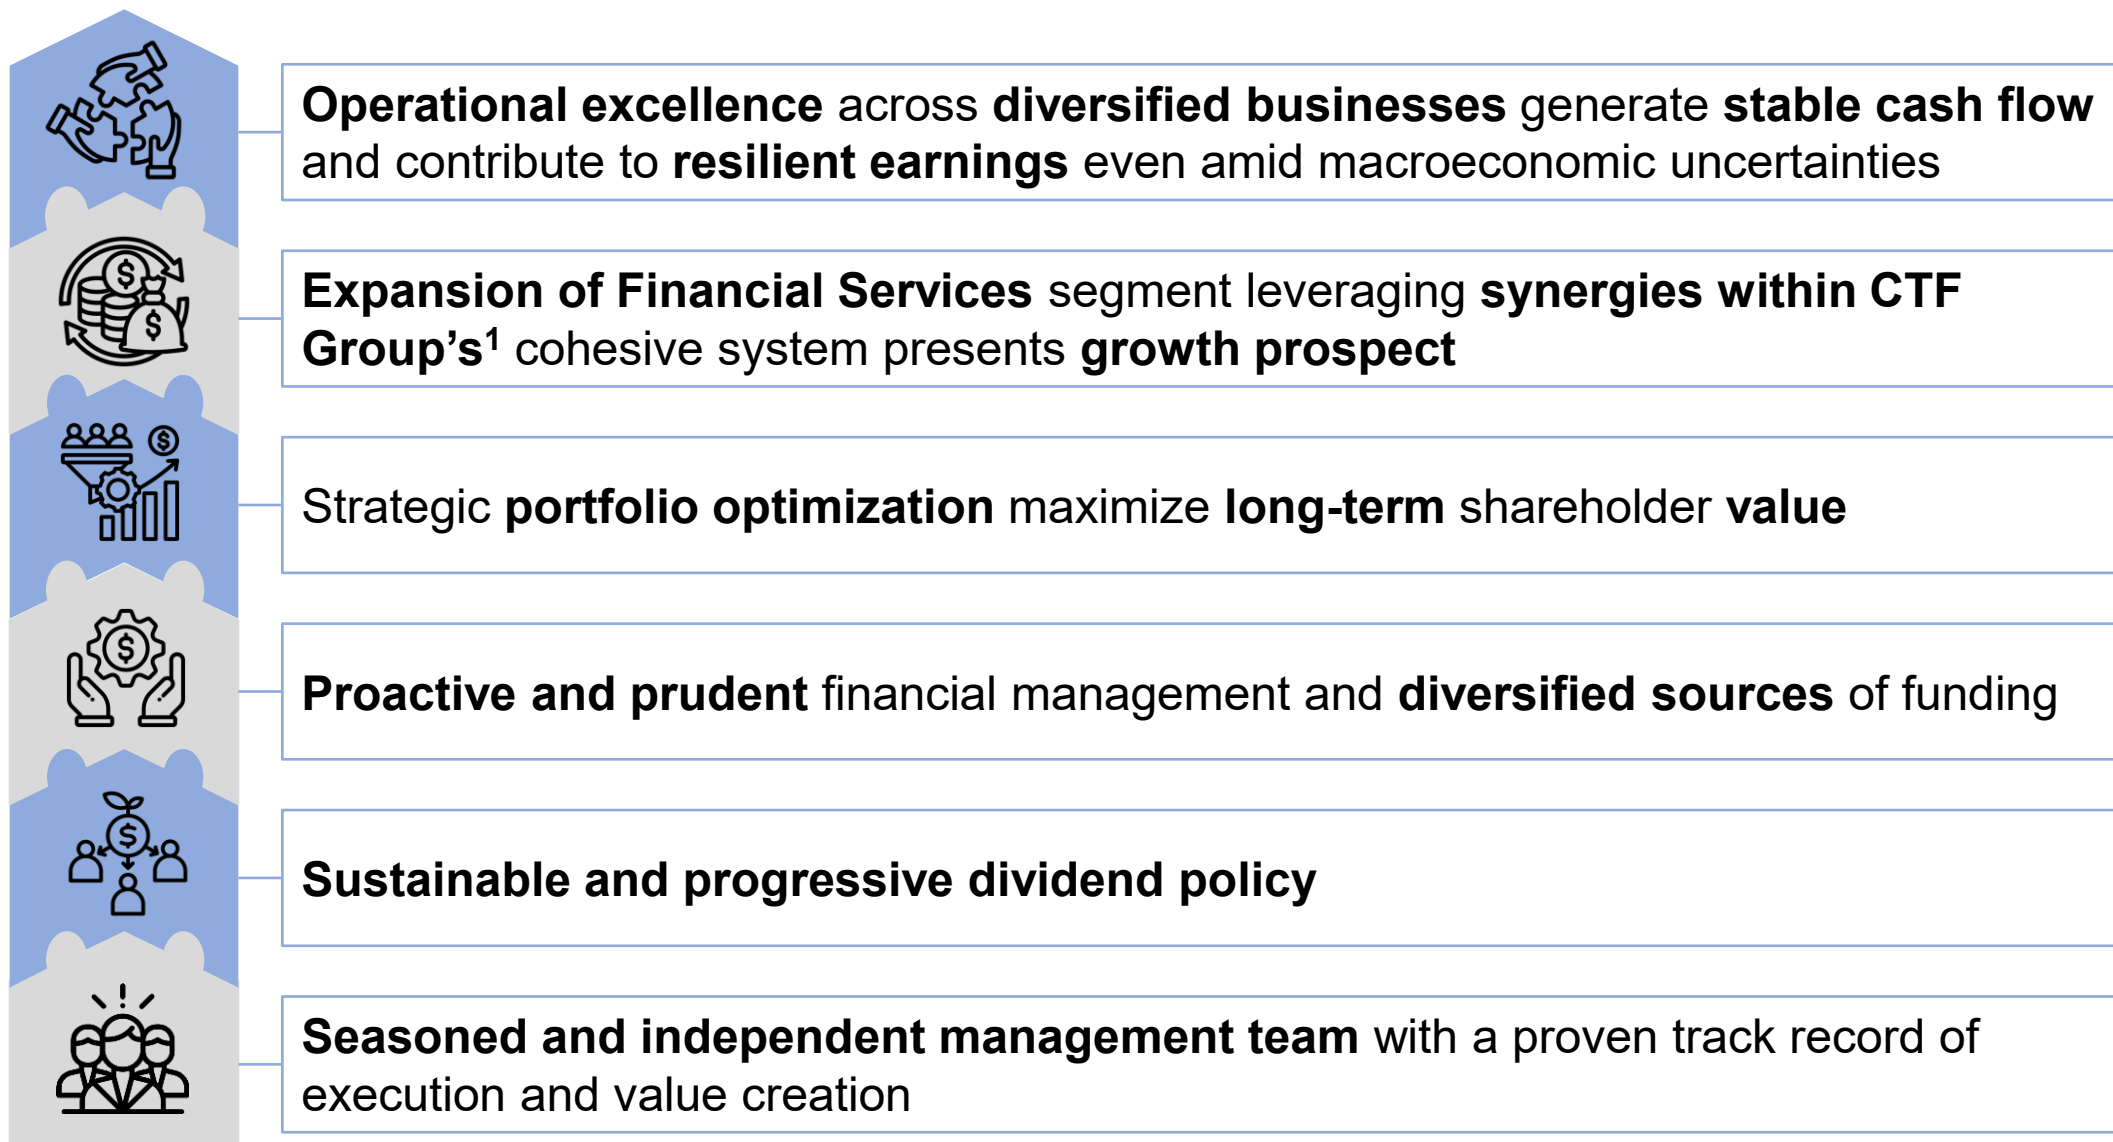 Operational excellence across diversified businesses generate stable cash flow
and contribute to resilient earnings even amid macroeconomic uncertainties
Expansion of Financial Services segment leveraging synergies within CTF
Group’s¹ cohesive system presents growth prospect
Strategic portfolio optimization maximize long-term shareholder value
Proactive and prudent financial management and diversified sources of funding
Sustainable and progressive dividend policy
Seasoned and independent management team with a proven track record of
execution and value creation